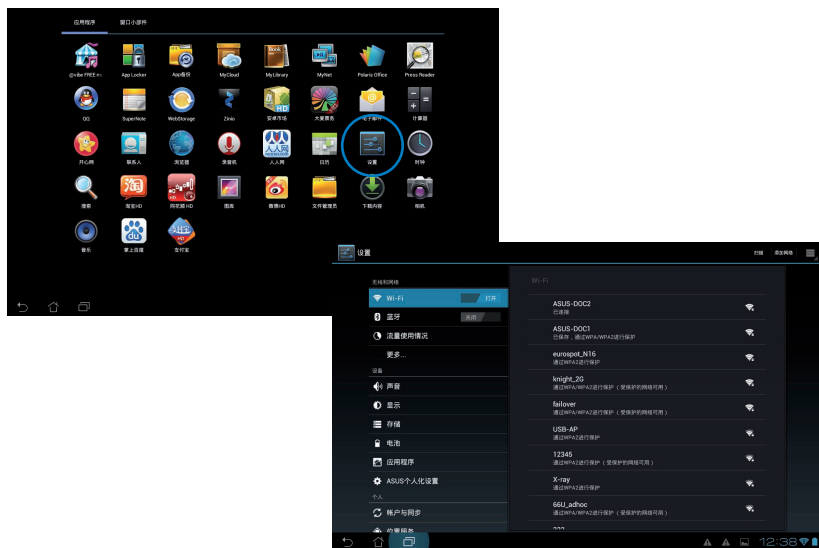 应用程序 窗口小部件
@vibe FREE m App Locker App备份 MyCloud MyLibrary MyNet Polaris Office Press Reader
QQ SuperNote WebStorage Zinio 安卓市场 大麦票务 电子邮件 计算器
开心网 联系人 浏览器 录音机 人人网 日历 设置 时钟
搜索 淘宝HD 同花顺 HD 图库 微博HD 文件管理员 下载内容 相机
音乐 掌上百度 支付宝
设置 扫描 添加网络
无线和网络
Wi-Fi 打开
蓝牙 关闭
流量使用情况
更多...
设备
声音
显示
存储
电池
应用程序
ASUS个人化设置
个人
帐户与同步
位置服务
Wi-Fi
ASUS-DOC2
已连接
ASUS-DOC1
已保存，通过WPA/WPA2进行保护
eurospot_N16
通过WPA2进行保护
knight_2G
通过WPA/WPA2进行保护（受保护的网络可用）
failover
通过WPA/WPA2进行保护（受保护的网络可用）
USB-AP
通过WPA2进行保护
12345
通过WPA2进行保护（受保护的网络可用）
X-ray
通过WPA2进行保护
66U_adhoc
通过WPA/WPA2进行保护（受保护的网络可用）
12:38